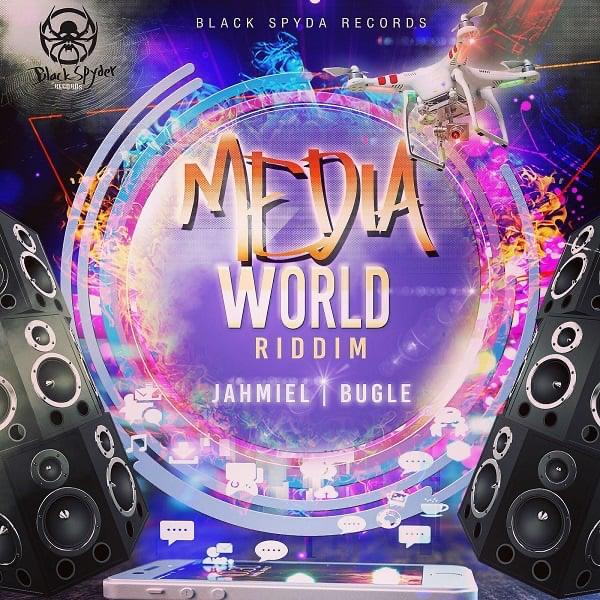 BLACK SPYDA RECORDS
Black Spyder
RECORDS
MEDIA
WORLD
RIDDIM
JAHMIEL | BUGLE